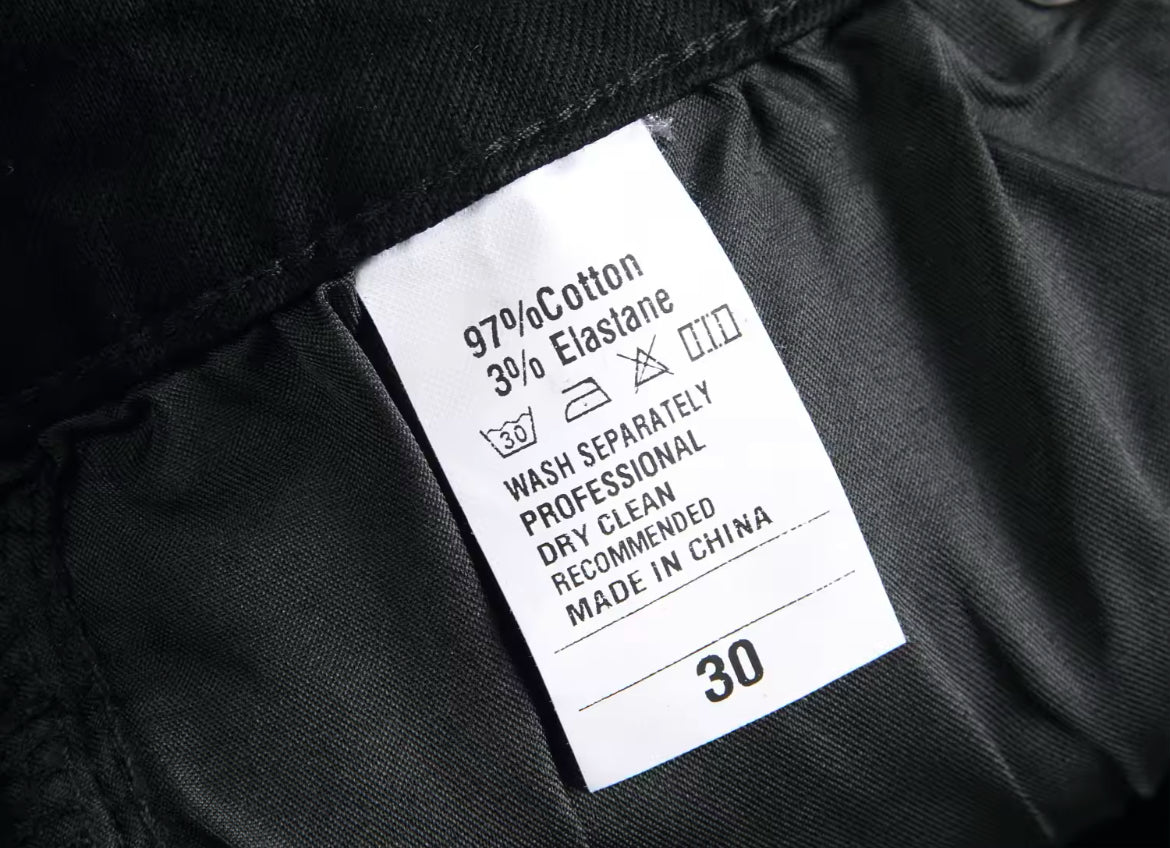 97%Cotton
3% Elastane
30
WASH SEPARATELY
PROFESSIONAL
DRY CLEAN
RECOMMENDED
MADE IN CHINA
30